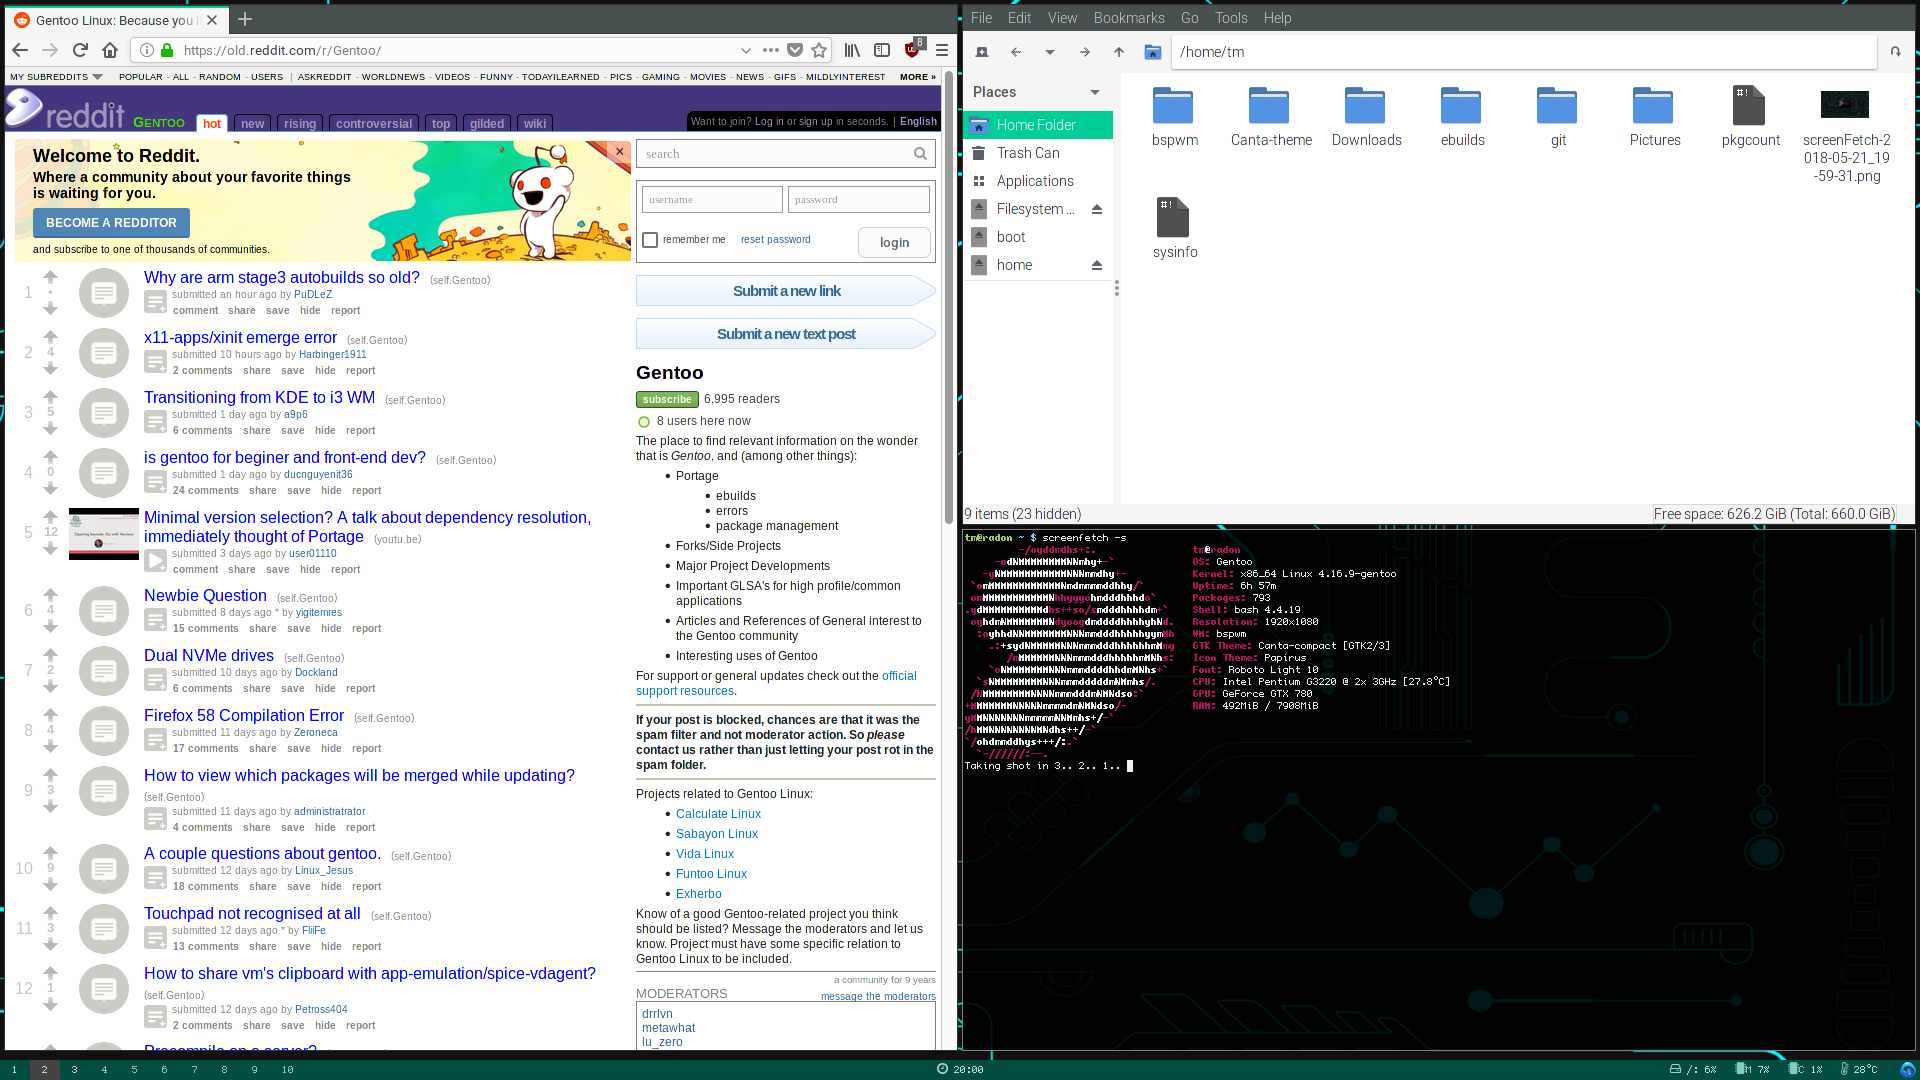 Gentoo Linux: Because you
https://old.reddit.com/r/Gentoo/
8
MY SUBREDDITS POPULAR - ALL - RANDOM - USERS | ASKREDDIT - WORLDNEWS - VIDEOS - FUNNY - TODAYILEARNED - PICS - GAMING - MOVIES - NEWS - GIFS - MILDLYINTEREST MORE »
reddit GENTOO hot new rising controversial top gilded wiki
Want to join? Log in or sign up in seconds. | English
Welcome to Reddit.
Where a community about your favorite things
is waiting for you.
BECOME A REDDITOR
and subscribe to one of thousands of communities.
1
Why are arm stage3 autobuilds so old? (self.Gentoo)
submitted an hour ago by PuDLeZ
comment share save hide report
2
4
x11-apps/xinit emerge error (self.Gentoo)
submitted 10 hours ago by Harbinger1911
2 comments share save hide report
3
5
Transitioning from KDE to i3 WM (self.Gentoo)
submitted 1 day ago by a9p6
6 comments share save hide report
4
0
is gentoo for beginer and front-end dev? (self.Gentoo)
submitted 1 day ago by ducnguyenit36
24 comments share save hide report
5
12
Minimal version selection? A talk about dependency resolution,
immediately thought of Portage (youtu.be)
submitted 3 days ago by user01110
comment share save hide report
6
4
Newbie Question (self.Gentoo)
submitted 8 days ago * by yigitemres
15 comments share save hide report
7
2
Dual NVMe drives (self.Gentoo)
submitted 10 days ago by Dockland
6 comments share save hide report
8
4
Firefox 58 Compilation Error (self.Gentoo)
submitted 11 days ago by Zeroneca
17 comments share save hide report
9
3
How to view which packages will be merged while updating?
(self.Gentoo)
submitted 11 days ago by administratrator
4 comments share save hide report
10
9
A couple questions about gentoo. (self.Gentoo)
submitted 12 days ago by Linux_Jesus
18 comments share save hide report
11
3
Touchpad not recognised at all (self.Gentoo)
submitted 12 days ago * by FliiFe
13 comments share save hide report
12
1
How to share vm's clipboard with app-emulation/spice-vdagent?
(self.Gentoo)
submitted 12 days ago by Petross404
2 comments share save hide report
search
username password
remember me reset password login
Submit a new link
Submit a new text post
Gentoo
subscribe 6,995 readers
8 users here now
The place to find relevant information on the wonder
that is Gentoo, and (among other things):
• Portage
• ebuilds
• errors
• package management
• Forks/Side Projects
• Major Project Developments
• Important GLSA's for high profile/common
applications
• Articles and References of General interest to
the Gentoo community
• Interesting uses of Gentoo
For support or general updates check out the official
support resources.
If your post is blocked, chances are that it was the
spam filter and not moderator action. So please
contact us rather than just letting your post rot in the
spam folder.
Projects related to Gentoo Linux:
• Calculate Linux
• Sabayon Linux
• Vida Linux
• Funtoo Linux
• Exherbo
Know of a good Gentoo-related project you think
should be listed? Message the moderators and let us
know. Project must have some specific relation to
Gentoo Linux to be included.
a community for 9 years
MODERATORS message the moderators
drrlvn
metawhat
lu_zero
File Edit View Bookmarks Go Tools Help
/home/tm
Places
Home Folder
Trash Can
Applications
Filesystem ...
boot
home
bspwm Canta-theme Downloads ebuilds git Pictures pkgcount screenFetch-2
018-05-21_19
-59-31.png
sysinfo
9 items (23 hidden)
Free space: 626.2 GiB (Total: 660.0 GiB)
tm@radon ~ $ screenfetch -s
tm@radon
OS: Gentoo
Kernel: x86_64 Linux 4.16.9-gentoo
Uptime: 6h 57m
Packages: 793
Shell: bash 4.4.19
Resolution: 1920x1080
WM: bspwm
GTK Theme: Canta-compact [GTK2/3]
Icon Theme: Papirus
Font: Roboto Light 10
CPU: Intel Pentium G3220 @ 2x 3GHz [27.8°C]
GPU: GeForce GTX 780
RAM: 492MiB / 7908MiB
Taking shot in 3.. 2.. 1..
1 2 3 4 5 6 7 8 9 10
20:00
/: 6% M 7% C 1% 28°C